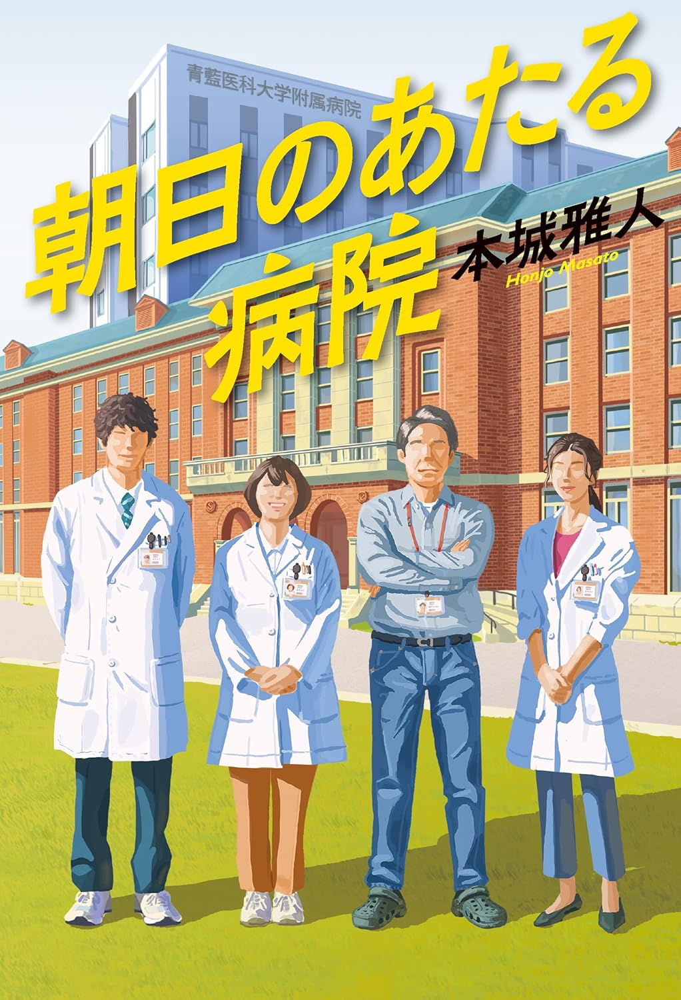 青藍医科大学附属病院
朝日のあたる
病院
本城雅人
Honjo Masato